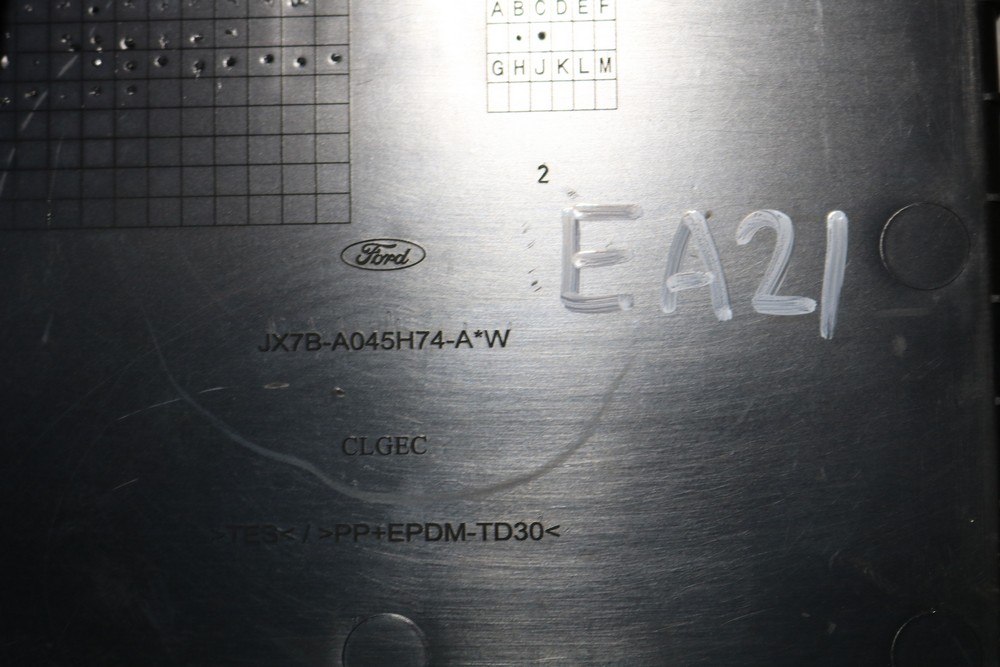 A B C D E F
G H J K L M
2
EA21
Ford
JX7B-A045H74-A*W
CLGEC
>TES< / >PP+EPDM-TD30<